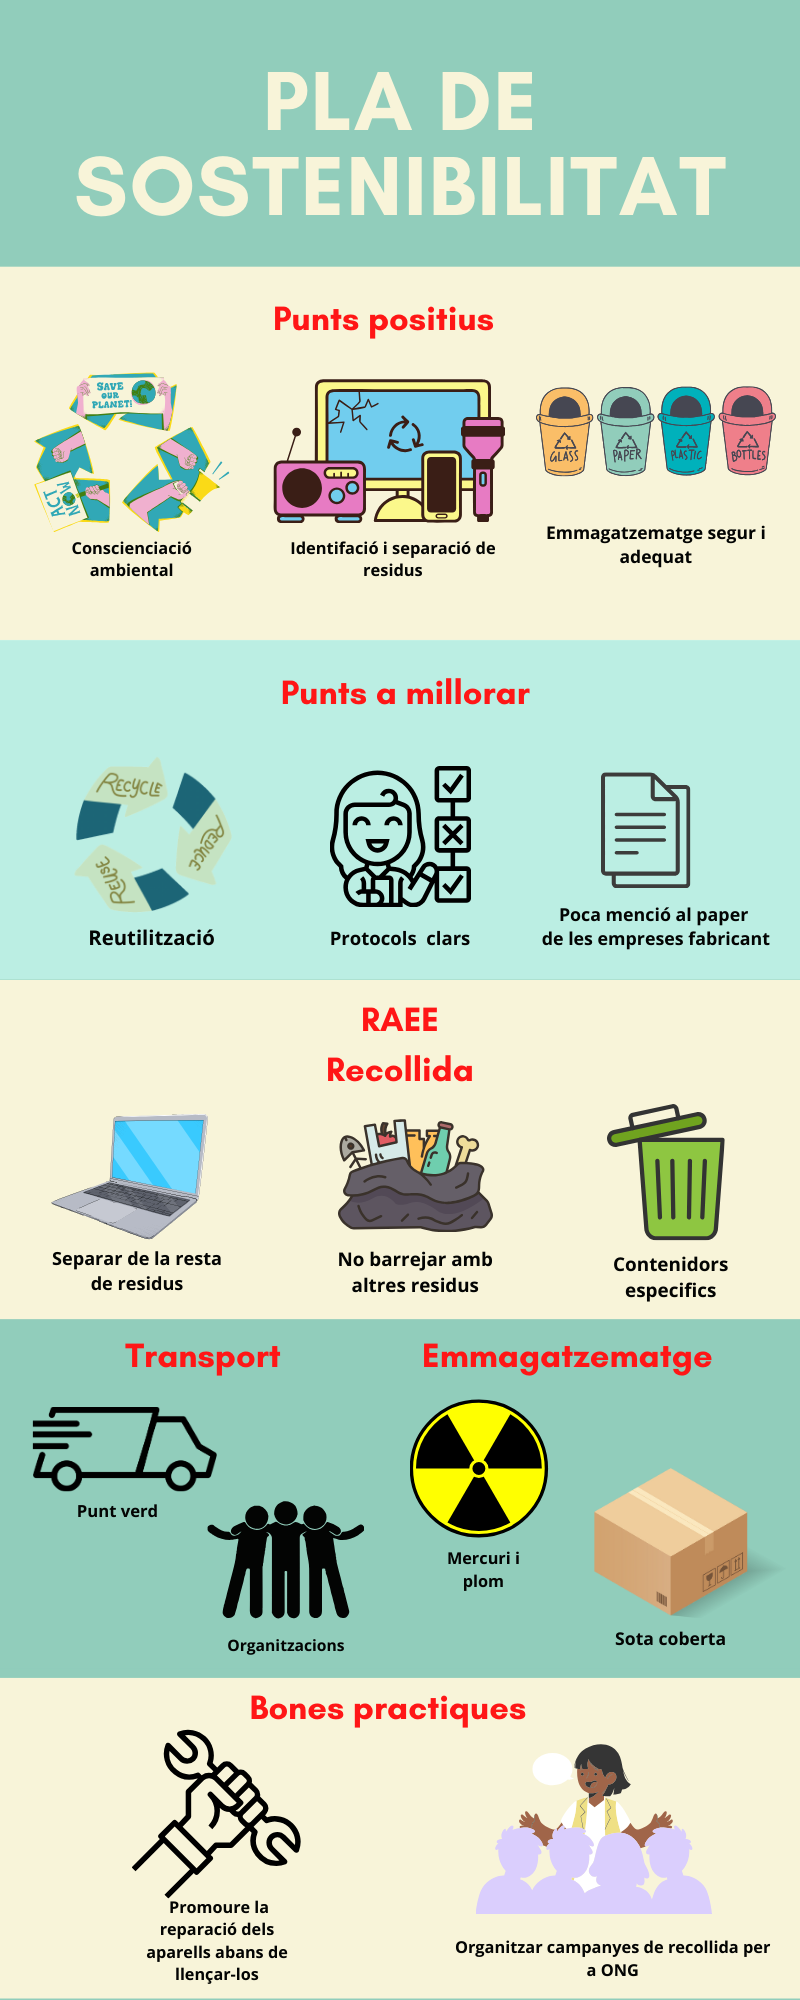 PLA DE
SOSTENIBILITAT
Punts positius
SAVE
OUR
PLANET!
ACT
NOW
GLASS
PAPER
PLASTIC
BOTTLES
Conscienciació
ambiental
Identifació i separació de
residus
Emmagatzematge segur i
adequat
Punts a millorar
RECYCLE
REDUCE
REUSE
Reutilització
Protocols clars
Poca menció al paper
de les empreses fabricant
RAEE
Recollida
Separar de la resta
de residus
No barrejar amb
altres residus
Contenidors
especifics
Transport
Emmagatzematge
Punt verd
Organitzacions
Mercuri i
plom
Sota coberta
Bones practiques
Promoure la
reparació dels
aparells abans de
llençar-los
Organitzar campanyes de recollida per
a ONG